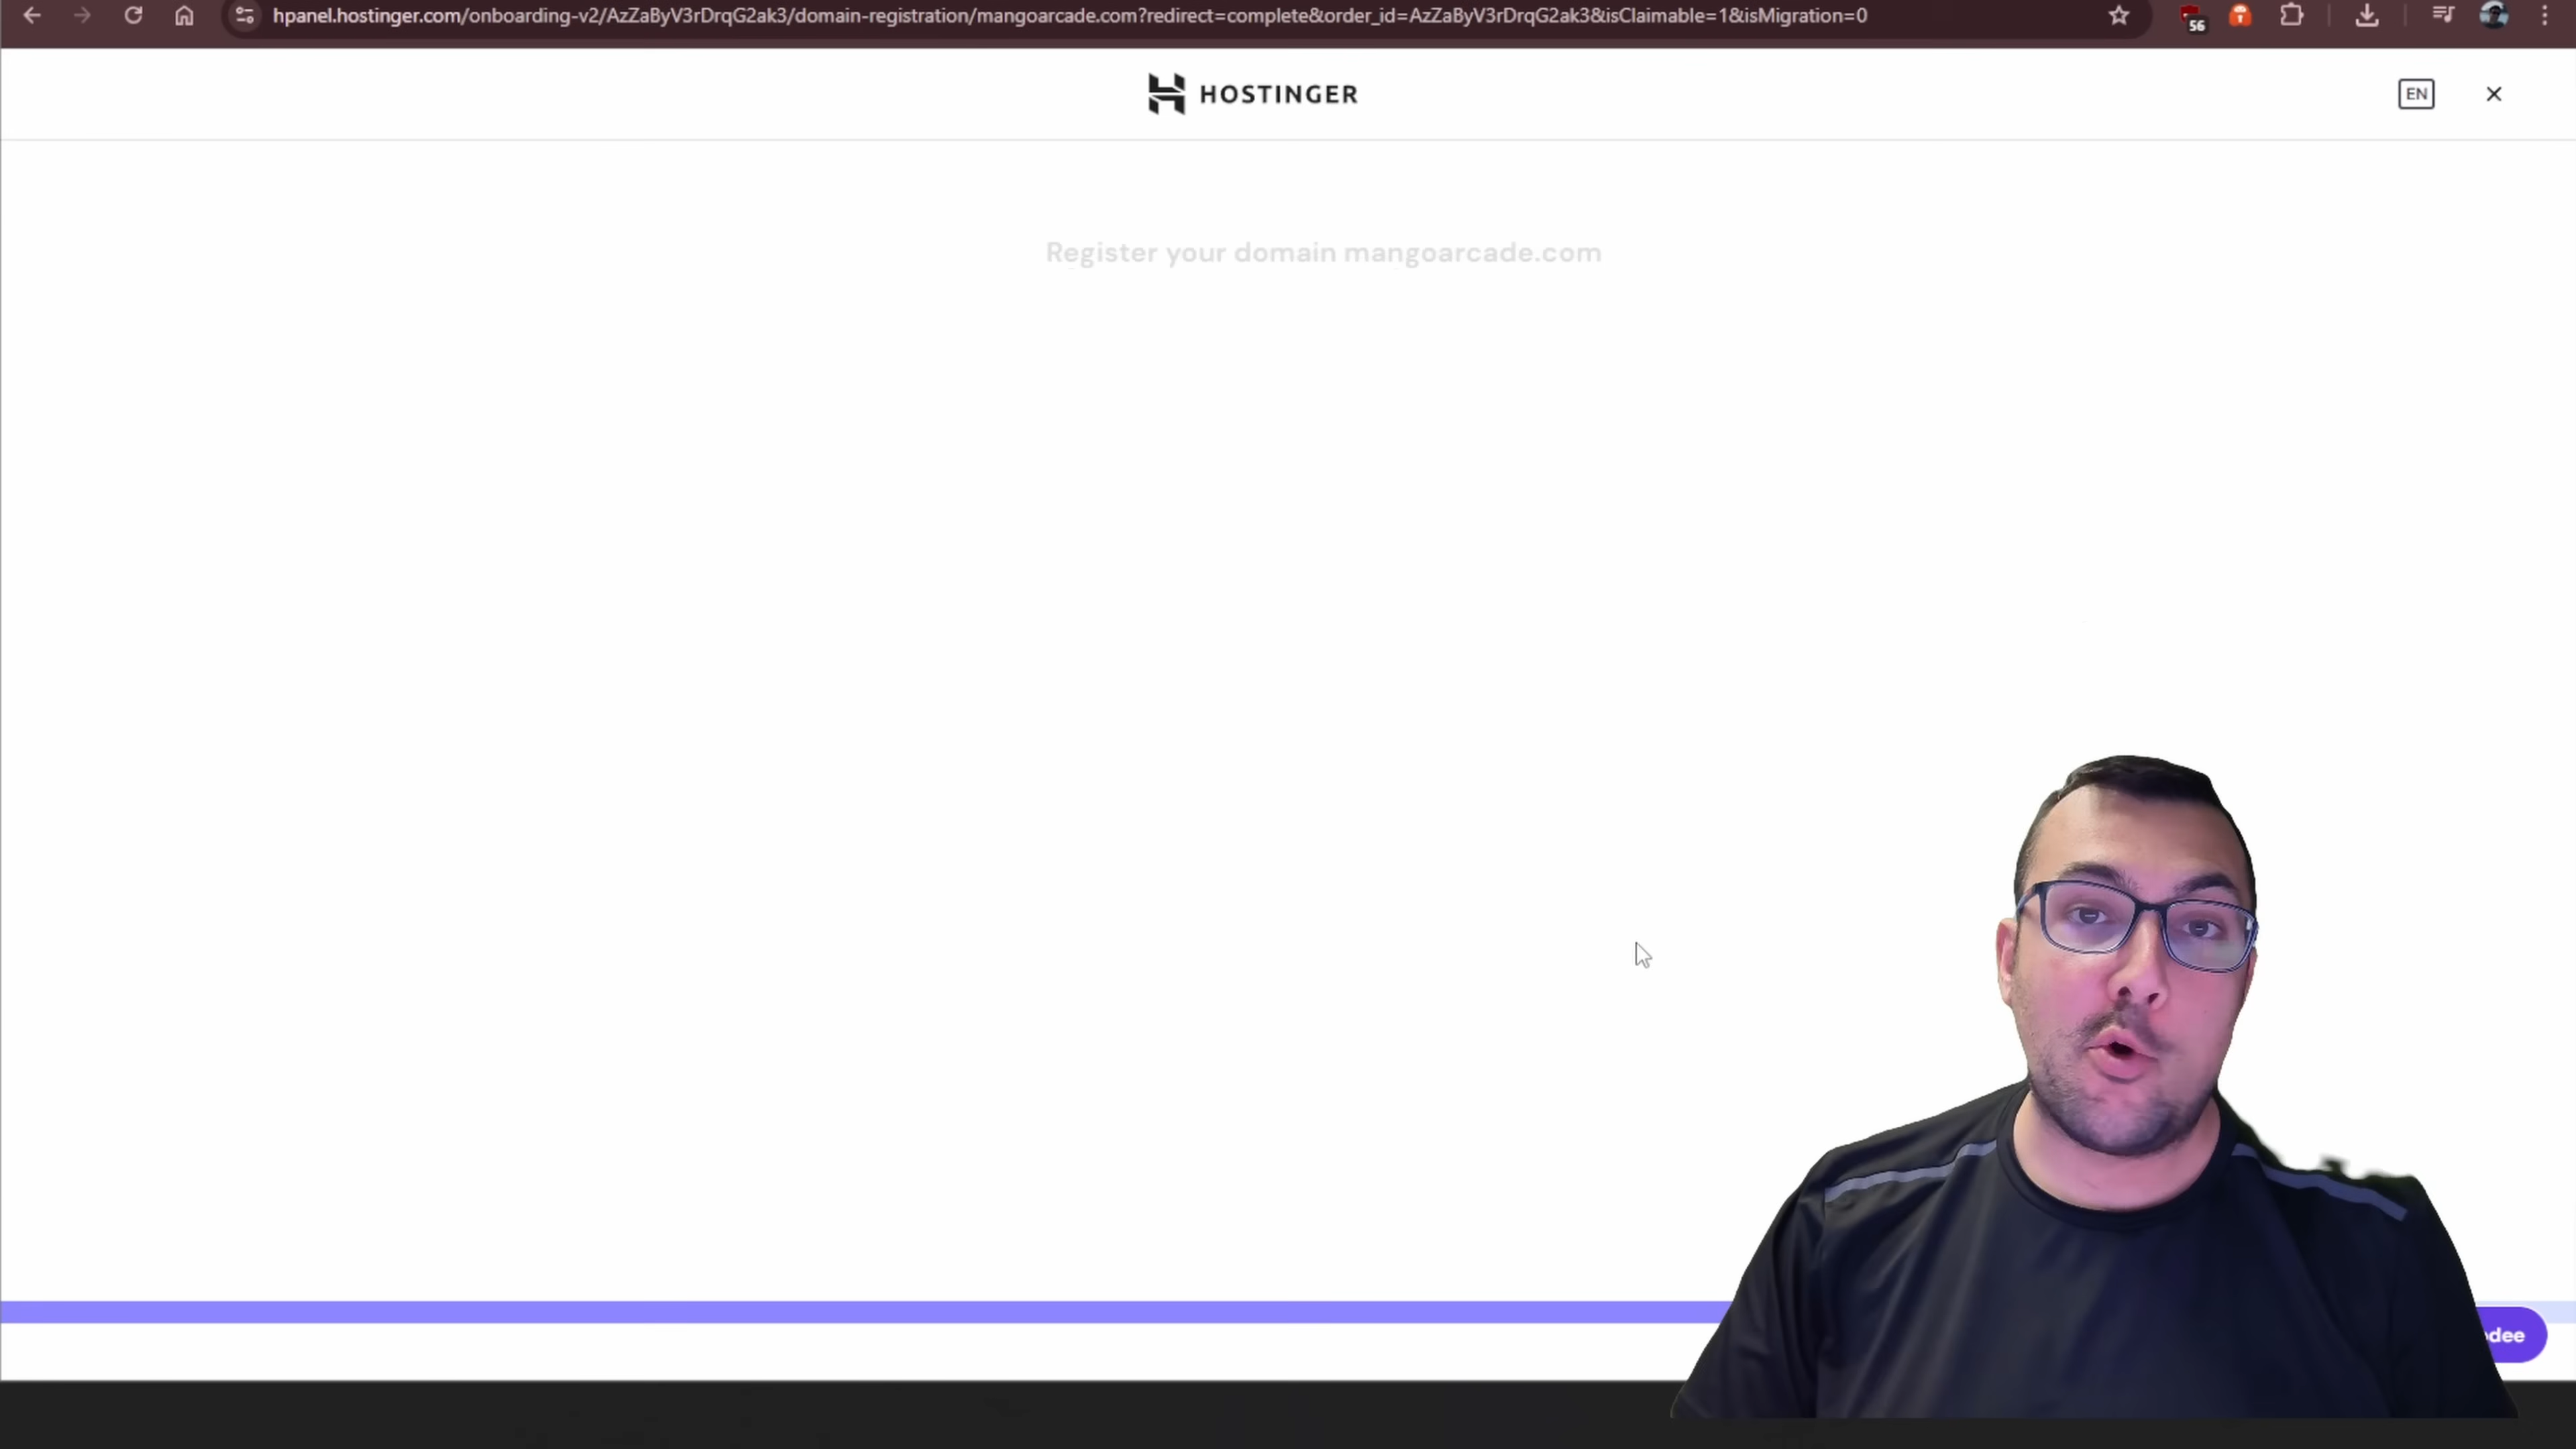 hpanel.hostinger.com/onboarding-v2/AzZaByV3rDrqG2ak3/domain-registration/mangoarcade.com?redirect=complete&order_id=AzZaByV3rDrqG2ak3&isClaimable=1&isMigration=0
56
HOSTINGER
EN
Register your domain mangoarcade.com